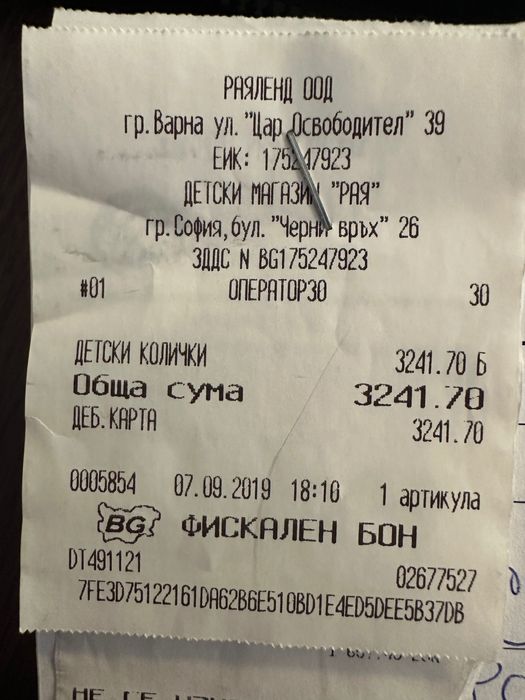 РАЯЛЕНД ООД
гр.Варна ул."Цар Освободител" 39
ЕИК: 175247923
ДЕТСКИ МАГАЗИН "РАЯ"
гр.София,бул."Черни връх" 26
ЗДДС N BG175247923
#01 ОПЕРАТОР30 30
ДЕТСКИ КОЛИЧКИ 3241.70 Б
Обща сума 3241.70
ДЕБ.КАРТА 3241.70
0005854 07.09.2019 18:10 1 артикула
BG ФИСКАЛЕН БОН
DT491121 02677527
7FE3D75122161DA62B6E510BD1E4ED5DEE5B37DB